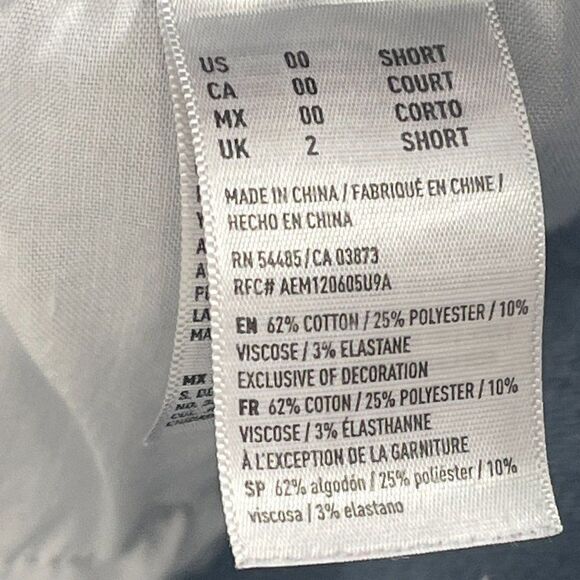 US 00 SHORT
CA 00 COURT
MX 00 CORTO
UK 2 SHORT
MADE IN CHINA / FABRIQUÉ EN CHINE /
HECHO EN CHINA
RN 54485 / CA 03873
RFC# AEM120605U9A
EN 62% COTTON / 25% POLYESTER / 10%
VISCOSE / 3% ELASTANE
EXCLUSIVE OF DECORATION
FR 62% COTON / 25% POLYESTER / 10%
VISCOSE / 3% ÉLASTHANNE
À L'EXCEPTION DE LA GARNITURE
SP 62% algodón / 25% poliéster / 10%
viscosa / 3% elastano
LA
MA
MX